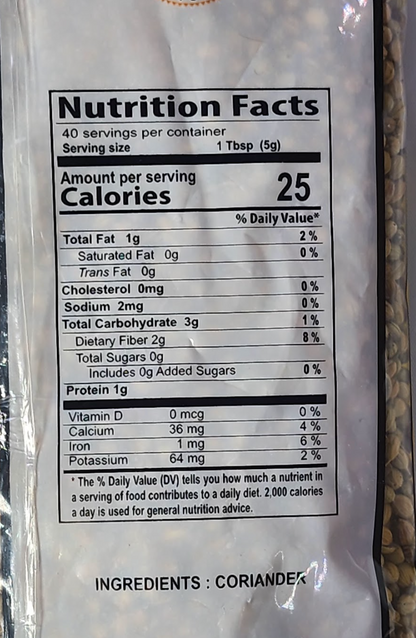 Nutrition Facts
40 servings per container
Serving size 1 Tbsp (5g)
Amount per serving
Calories 25
% Daily Value*
Total Fat 1g 2%
Saturated Fat 0g 0%
Trans Fat 0g
Cholesterol 0mg 0%
Sodium 2mg 0%
Total Carbohydrate 3g 1%
Dietary Fiber 2g 8%
Total Sugars 0g
Includes 0g Added Sugars 0%
Protein 1g
Vitamin D 0 mcg 0%
Calcium 36 mg 4%
Iron 1 mg 6%
Potassium 64 mg 2%
* The % Daily Value (DV) tells you how much a nutrient in
a serving of food contributes to a daily diet. 2,000 calories
a day is used for general nutrition advice.
INGREDIENTS : CORIANDER